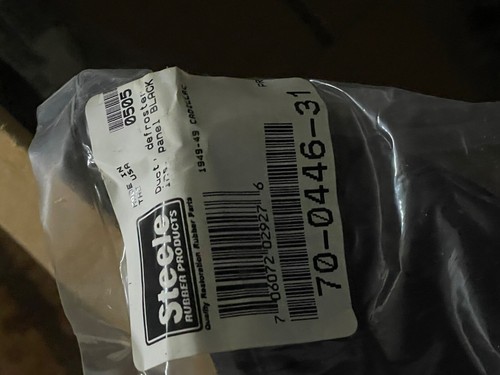 0505
MADE IN
THE USA
Duct, defroster
panel BLACK
1949-49 CADILLAC
Steele
RUBBER PRODUCTS
Quality Restoration Rubber Parts
7 06072 02927 6
70-0446-31